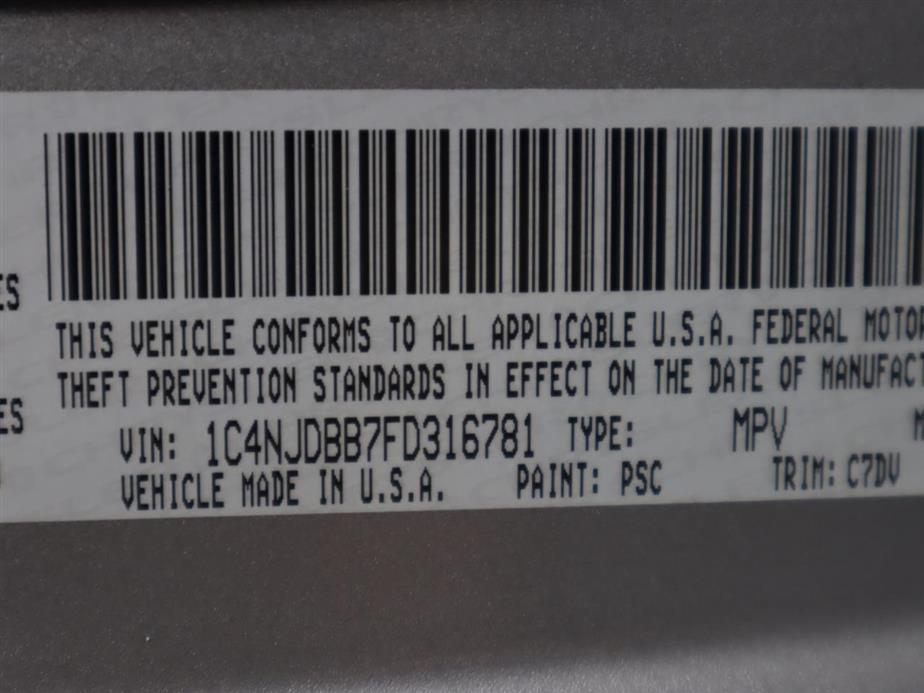 THIS VEHICLE CONFORMS TO ALL APPLICABLE U.S.A. FEDERAL MOTOR
THEFT PREVENTION STANDARDS IN EFFECT ON THE DATE OF MANUFACT
VIN: 1C4NJDBB7FD316781 TYPE: MPV
VEHICLE MADE IN U.S.A. PAINT: PSC TRIM: C7DV